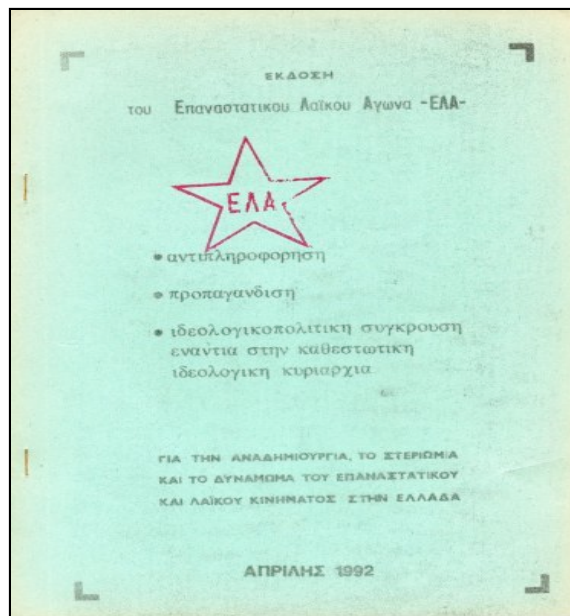 ΕΚΔΟΣΗ
του Επαναστατικου Λαϊκου Αγωνα -ΕΛΑ-
ΕΛΑ
• αντιπληροφορηση
• προπαγανδιση
• ιδεολογικοπολιτικη συγκρουση
εναντια στην καθεστωτικη
ιδεολογικη κυριαρχια
ΓΙΑ ΤΗΝ ΑΝΑΔΗΜΙΟΥΡΓΙΑ, ΤΟ ΣΤΕΡΙΩΜΑ
ΚΑΙ ΤΟ ΔΥΝΑΜΩΜΑ ΤΟΥ ΕΠΑΝΑΣΤΑΤΙΚΟΥ
ΚΑΙ ΛΑΪΚΟΥ ΚΙΝΗΜΑΤΟΣ ΣΤΗΝ ΕΛΛΑΔΑ
ΑΠΡΙΛΗΣ 1992